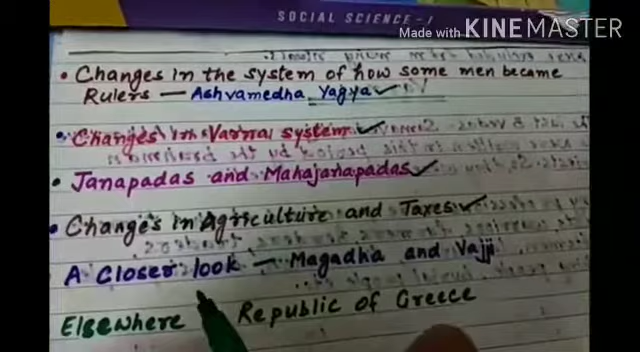 SOCIAL SCIENCE - I
Made with KINEMASTER
• Changes in the system of how some men became
Rulers — Ashvamedha Yagya ✓
• Changes in Varna system ✓
• Janapadas and Mahajanapadas ✓
• Changes in Agriculture and Taxes ✓
A Closer look — Magadha and Vajji
Elsewhere Republic of Greece